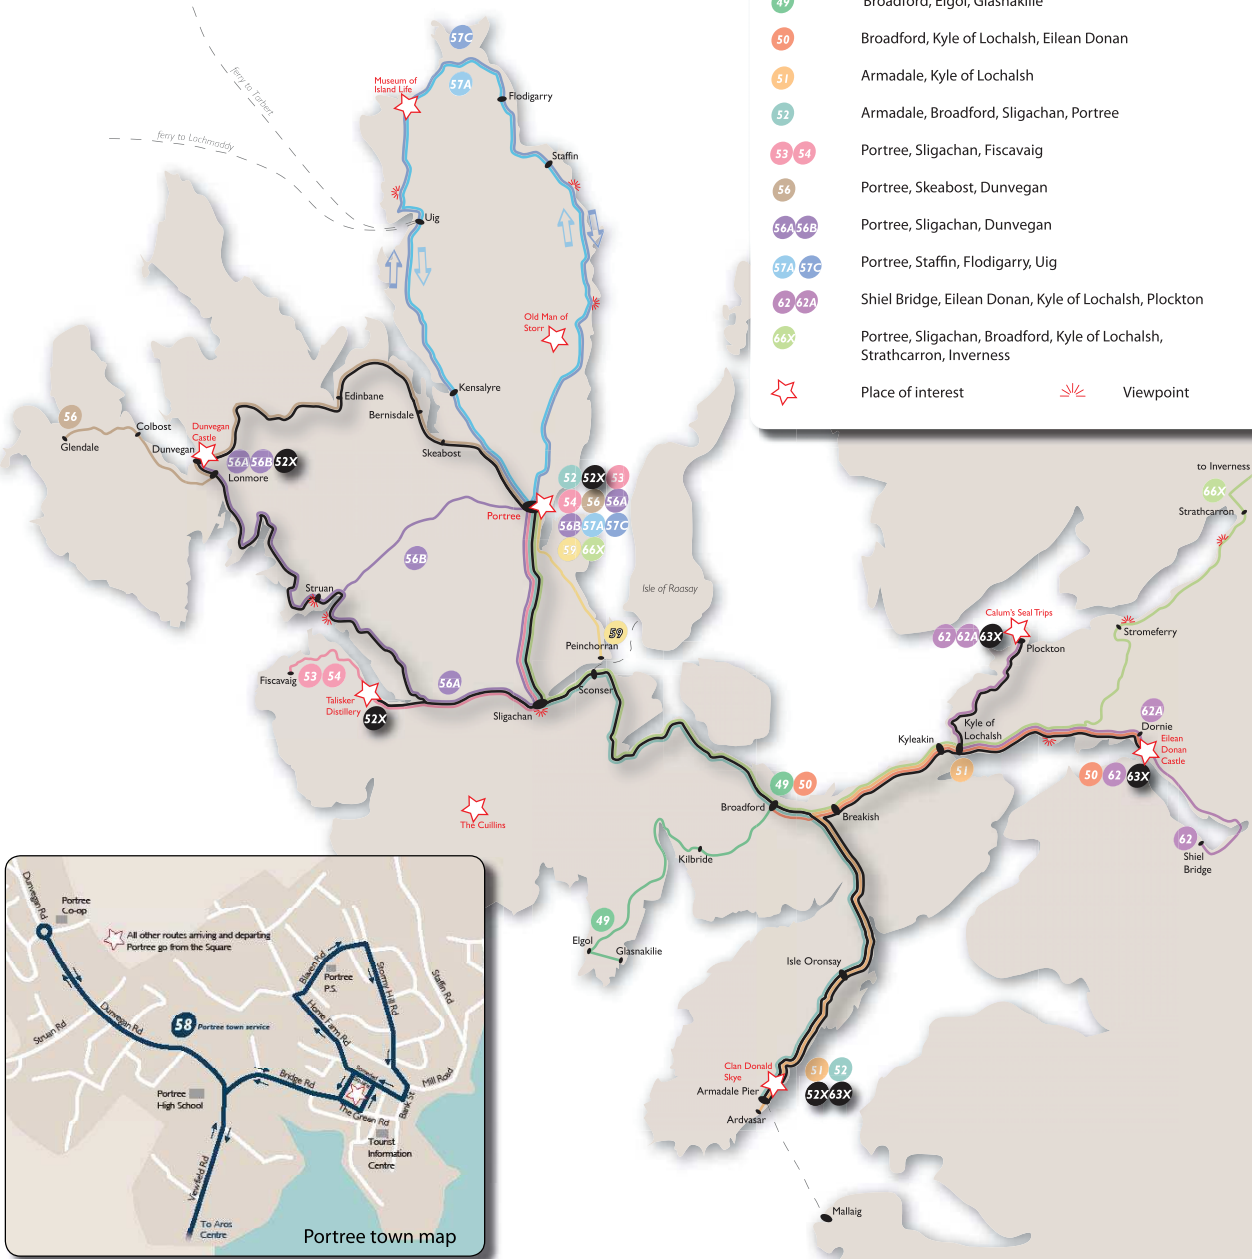 49 Broadford, Elgol, Glasnakilie
50 Broadford, Kyle of Lochalsh, Eilean Donan
51 Armadale, Kyle of Lochalsh
52 Armadale, Broadford, Sligachan, Portree
53 54 Portree, Sligachan, Fiscavaig
56 Portree, Skeabost, Dunvegan
56A 56B Portree, Sligachan, Dunvegan
57A 57C Portree, Staffin, Flodigarry, Uig
62 62A Shiel Bridge, Eilean Donan, Kyle of Lochalsh, Plockton
66X Portree, Sligachan, Broadford, Kyle of Lochalsh,
Strathcarron, Inverness
Place of interest
Viewpoint
57C
57A
Museum of
Island Life
Flodigarry
ferry to Tarbert
ferry to Lochmaddy
Staffin
Uig
Old Man of
Storr
Kensalyre
Edinbane
Bernisdale
Skeabost
56
Glendale
Colbost
Dunvegan
Castle
Dunvegan
56A 56B 52X
Lonmore
Portree
52 52X 53
54 56 56A
56B 57A 57C
59 66X
56B
Struan
Isle of Raasay
59
Peinchorran
Fiscavaig
53 54
Talisker
Distillery
52X
56A
Sligachan
Sconser
to Inverness
66X
Strathcarron
Calum's Seal Trips
62 62A 63X
Plockton
Stromeferry
62A
Dornie
Eilean
Donan
Castle
Kyle of
Lochalsh
Kyleakin
51
50 62 63X
62
Shiel
Bridge
49 50
Broadford
Breakish
The Cuillins
Kilbride
49
Elgol
Glasnakilie
Isle Oronsay
Clan Donald
Skye
51 52
52X 63X
Armadale Pier
Ardvasar
Mallaig
Dunvegan Rd
Portree
Co-op
All other routes arriving and departing
Portree go from the Square
Blaven Rd
Portree
P.S.
Stormy Hill Rd
Staffin Rd
Home Farm Rd
Struan Rd
Dunvegan Rd
58 Portree town service
Bridge Rd
Somerled
Square
Mill Road
Bank St
The Green Rd
Portree
High School
Tourist
Information
Centre
Viewfield Rd
To Aros
Centre
Portree town map